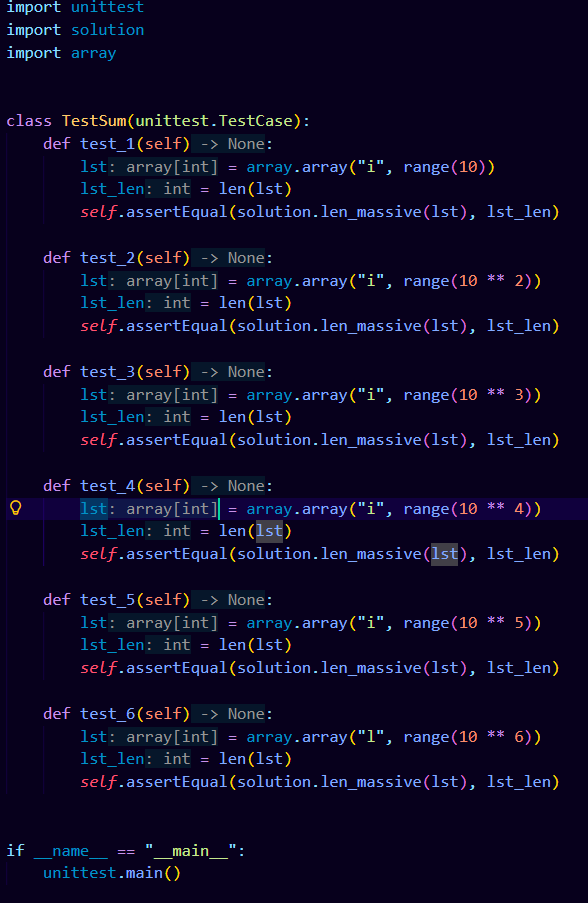 import unittest
import solution
import array
class TestSum(unittest.TestCase):
def test_1(self) -> None:
lst: array[int] = array.array("i", range(10))
lst_len: int = len(lst)
self.assertEqual(solution.len_massive(lst), lst_len)
def test_2(self) -> None:
lst: array[int] = array.array("i", range(10 ** 2))
lst_len: int = len(lst)
self.assertEqual(solution.len_massive(lst), lst_len)
def test_3(self) -> None:
lst: array[int] = array.array("i", range(10 ** 3))
lst_len: int = len(lst)
self.assertEqual(solution.len_massive(lst), lst_len)
def test_4(self) -> None:
lst: array[int] = array.array("i", range(10 ** 4))
lst_len: int = len(lst)
self.assertEqual(solution.len_massive(lst), lst_len)
def test_5(self) -> None:
lst: array[int] = array.array("i", range(10 ** 5))
lst_len: int = len(lst)
self.assertEqual(solution.len_massive(lst), lst_len)
def test_6(self) -> None:
lst: array[int] = array.array("l", range(10 ** 6))
lst_len: int = len(lst)
self.assertEqual(solution.len_massive(lst), lst_len)
if __name__ == "__main__":
unittest.main()